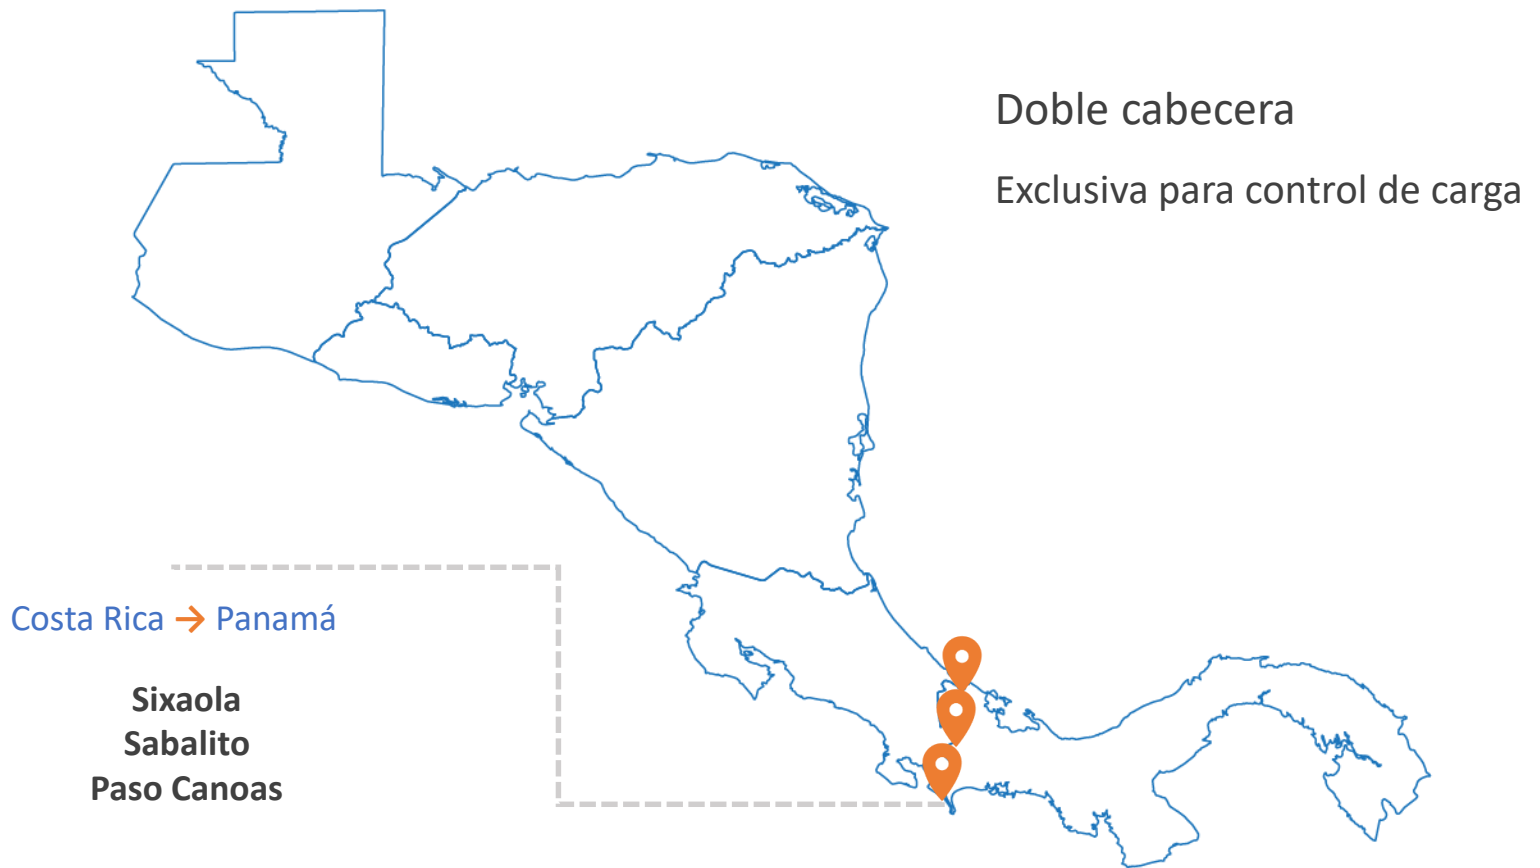 Doble cabecera
Exclusiva para control de carga
Costa Rica → Panamá
Sixaola
Sabalito
Paso Canoas